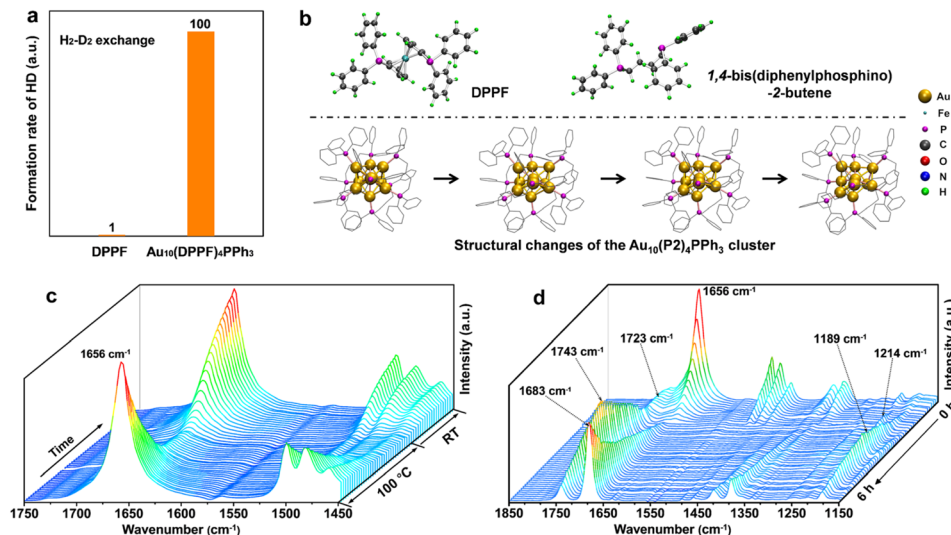 a
H₂-D₂ exchange
100
1
Formation rate of HD (a.u.)
DPPF
Au₁₀(DPPF)₄PPh₃
b
DPPF
1,4-bis(diphenylphosphino)
-2-butene
Structural changes of the Au₁₀(P2)₄PPh₃ cluster
Au
Fe
P
C
O
N
H
c
1656 cm⁻¹
Time
Intensity (a.u.)
RT
100 °C
1750
1700
1650
1600
1550
1500
1450
Wavenumber (cm⁻¹)
d
1656 cm⁻¹
1743 cm⁻¹
1723 cm⁻¹
1683 cm⁻¹
1189 cm⁻¹
1214 cm⁻¹
Intensity (a.u.)
0 h
6 h
1850
1750
1650
1550
1450
1350
1250
1150
Wavenumber (cm⁻¹)